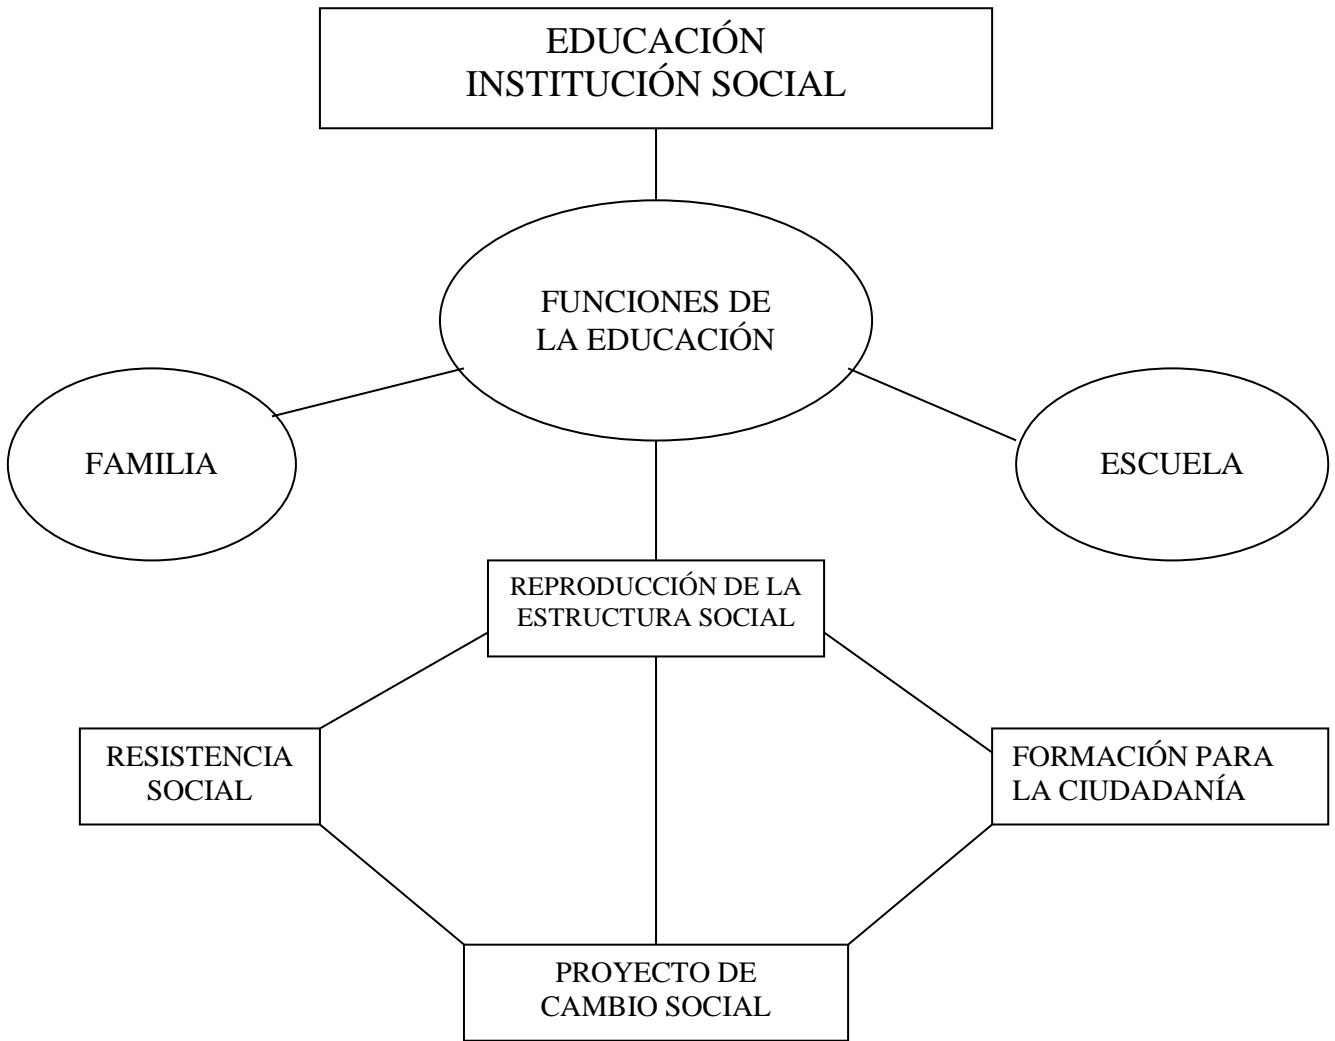 EDUCACIÓN
INSTITUCIÓN SOCIAL
FUNCIONES DE
LA EDUCACIÓN
FAMILIA
ESCUELA
REPRODUCCIÓN DE LA
ESTRUCTURA SOCIAL
RESISTENCIA
SOCIAL
FORMACIÓN PARA
LA CIUDADANÍA
PROYECTO DE
CAMBIO SOCIAL